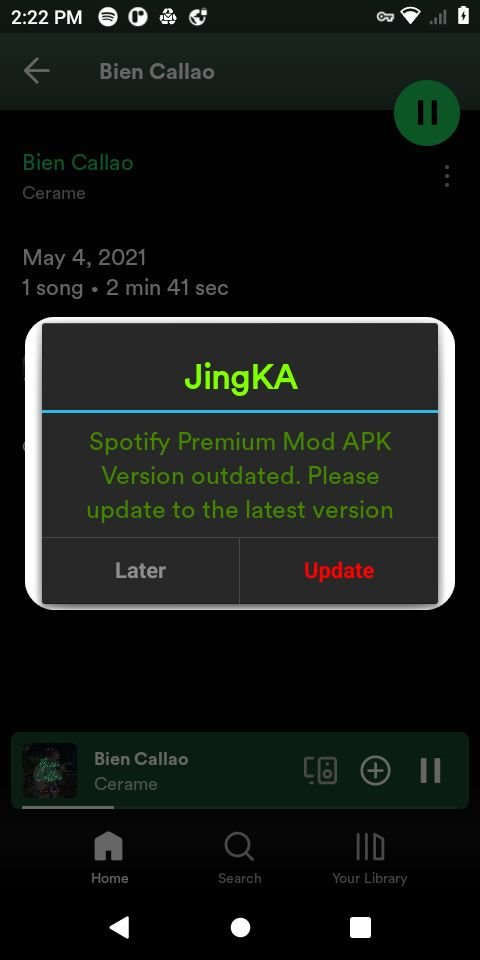 2:22 PM
Bien Callao
Bien Callao
Cerame
May 4, 2021
1 song • 2 min 41 sec
JingKA
Spotify Premium Mod APK
Version outdated. Please
update to the latest version
Later
Update
Bien Callao
Bien Callao
Cerame
Home
Search
Your Library